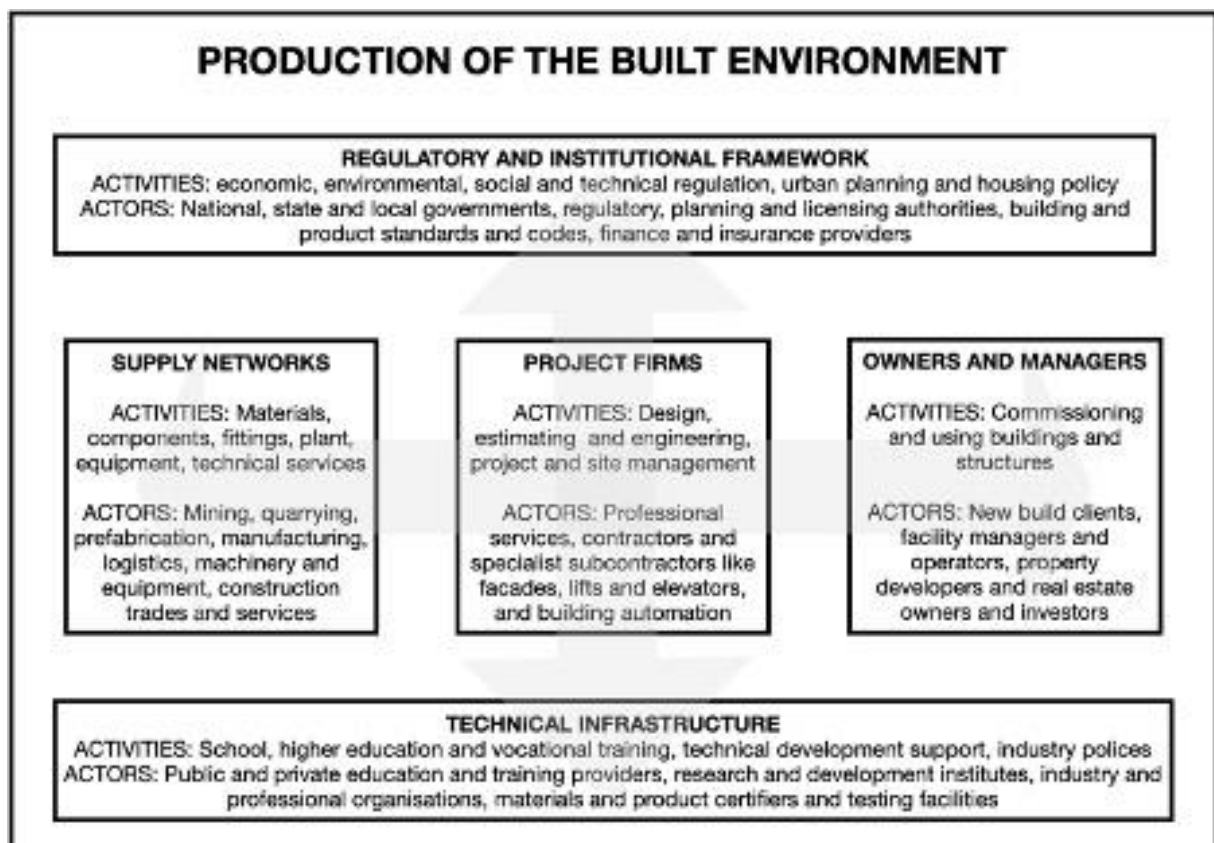 PRODUCTION OF THE BUILT ENVIRONMENT
REGULATORY AND INSTITUTIONAL FRAMEWORK
ACTIVITIES: economic, environmental, social and technical regulation, urban planning and housing policy
ACTORS: National, state and local governments, regulatory, planning and licensing authorities, building and
product standards and codes, finance and insurance providers
SUPPLY NETWORKS
ACTIVITIES: Materials,
components, fittings, plant,
equipment, technical services
ACTORS: Mining, quarrying,
prefabrication, manufacturing,
logistics, machinery and
equipment, construction
trades and services
PROJECT FIRMS
ACTIVITIES: Design,
estimating and engineering,
project and site management
ACTORS: Professional
services, contractors and
specialist subcontractors like
facades, lifts and elevators,
and building automation
OWNERS AND MANAGERS
ACTIVITIES: Commissioning
and using buildings and
structures
ACTORS: New build clients,
facility managers and
operators, property
developers and real estate
owners and investors
TECHNICAL INFRASTRUCTURE
ACTIVITIES: School, higher education and vocational training, technical development support, industry polices
ACTORS: Public and private education and training providers, research and development institutes, industry and
professional organisations, materials and product certifiers and testing facilities